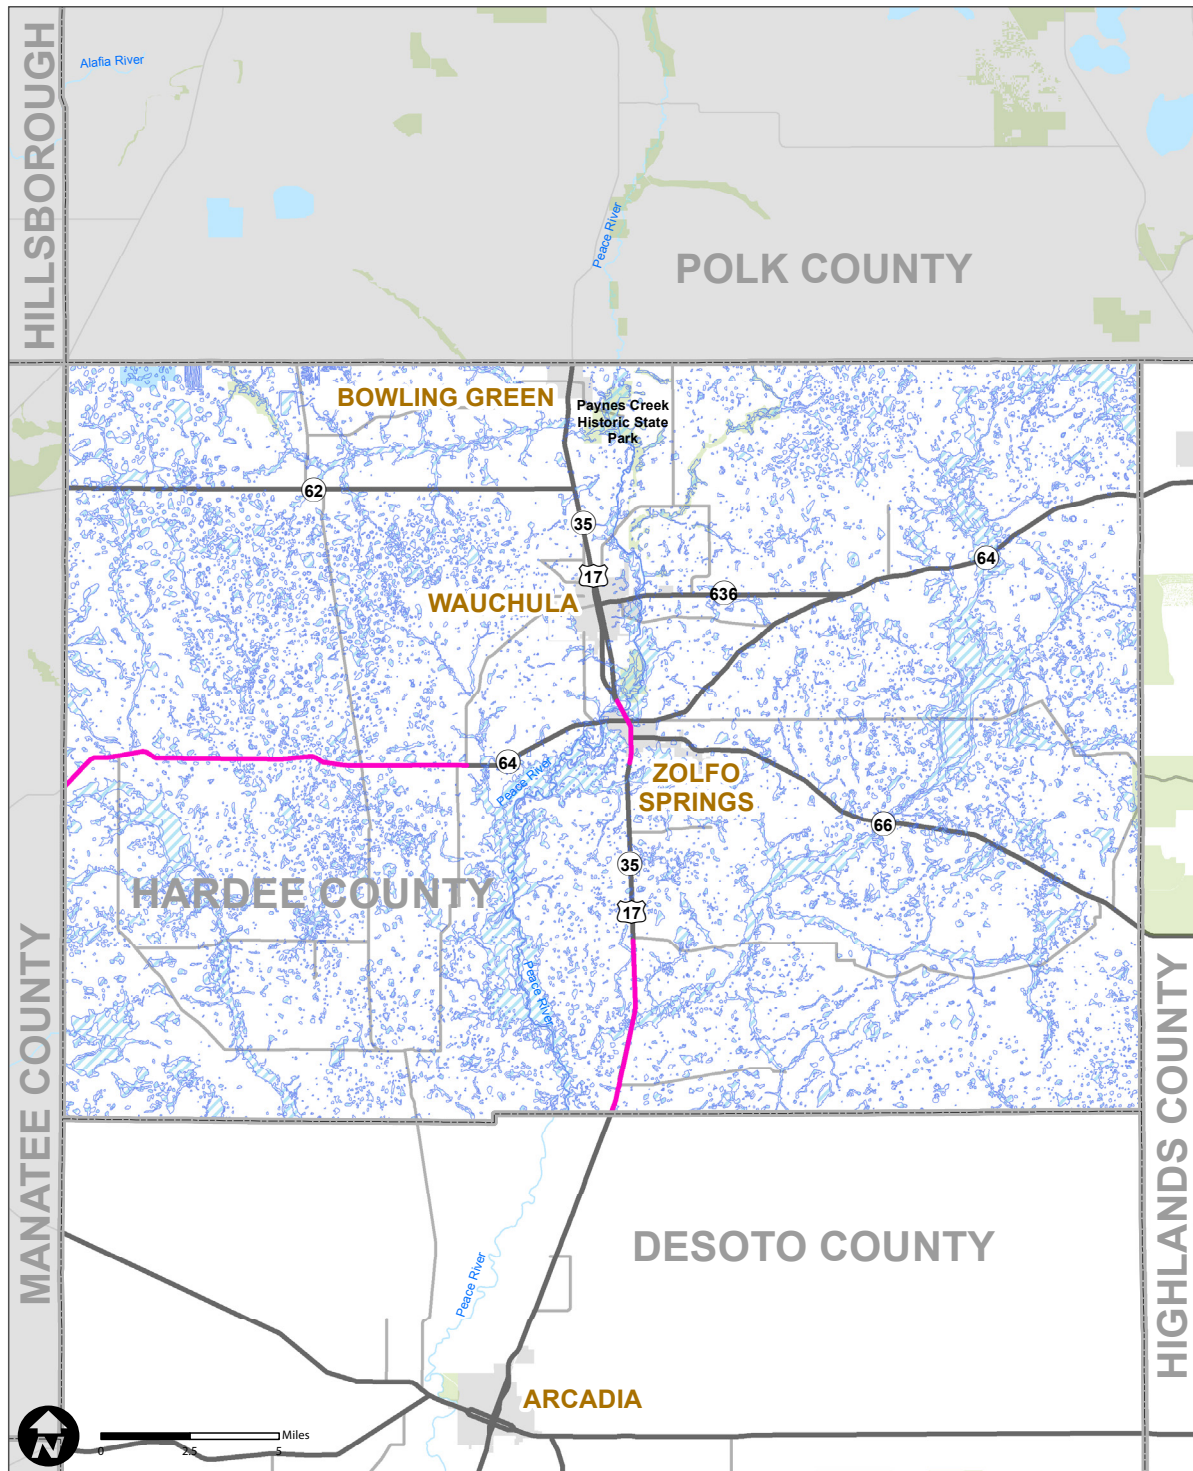 HILLSBOROUGH
Alafia River
Peace River
POLK COUNTY
BOWLING GREEN
Paynes Creek
Historic State
Park
62
35
17
64
636
WAUCHULA
64
Peace River
ZOLFO
SPRINGS
66
35
HARDEE COUNTY
17
Peace River
MANATEE COUNTY
HIGHLANDS COUNTY
DESOTO COUNTY
Peace River
ARCADIA
N
Miles
0 2.5 5